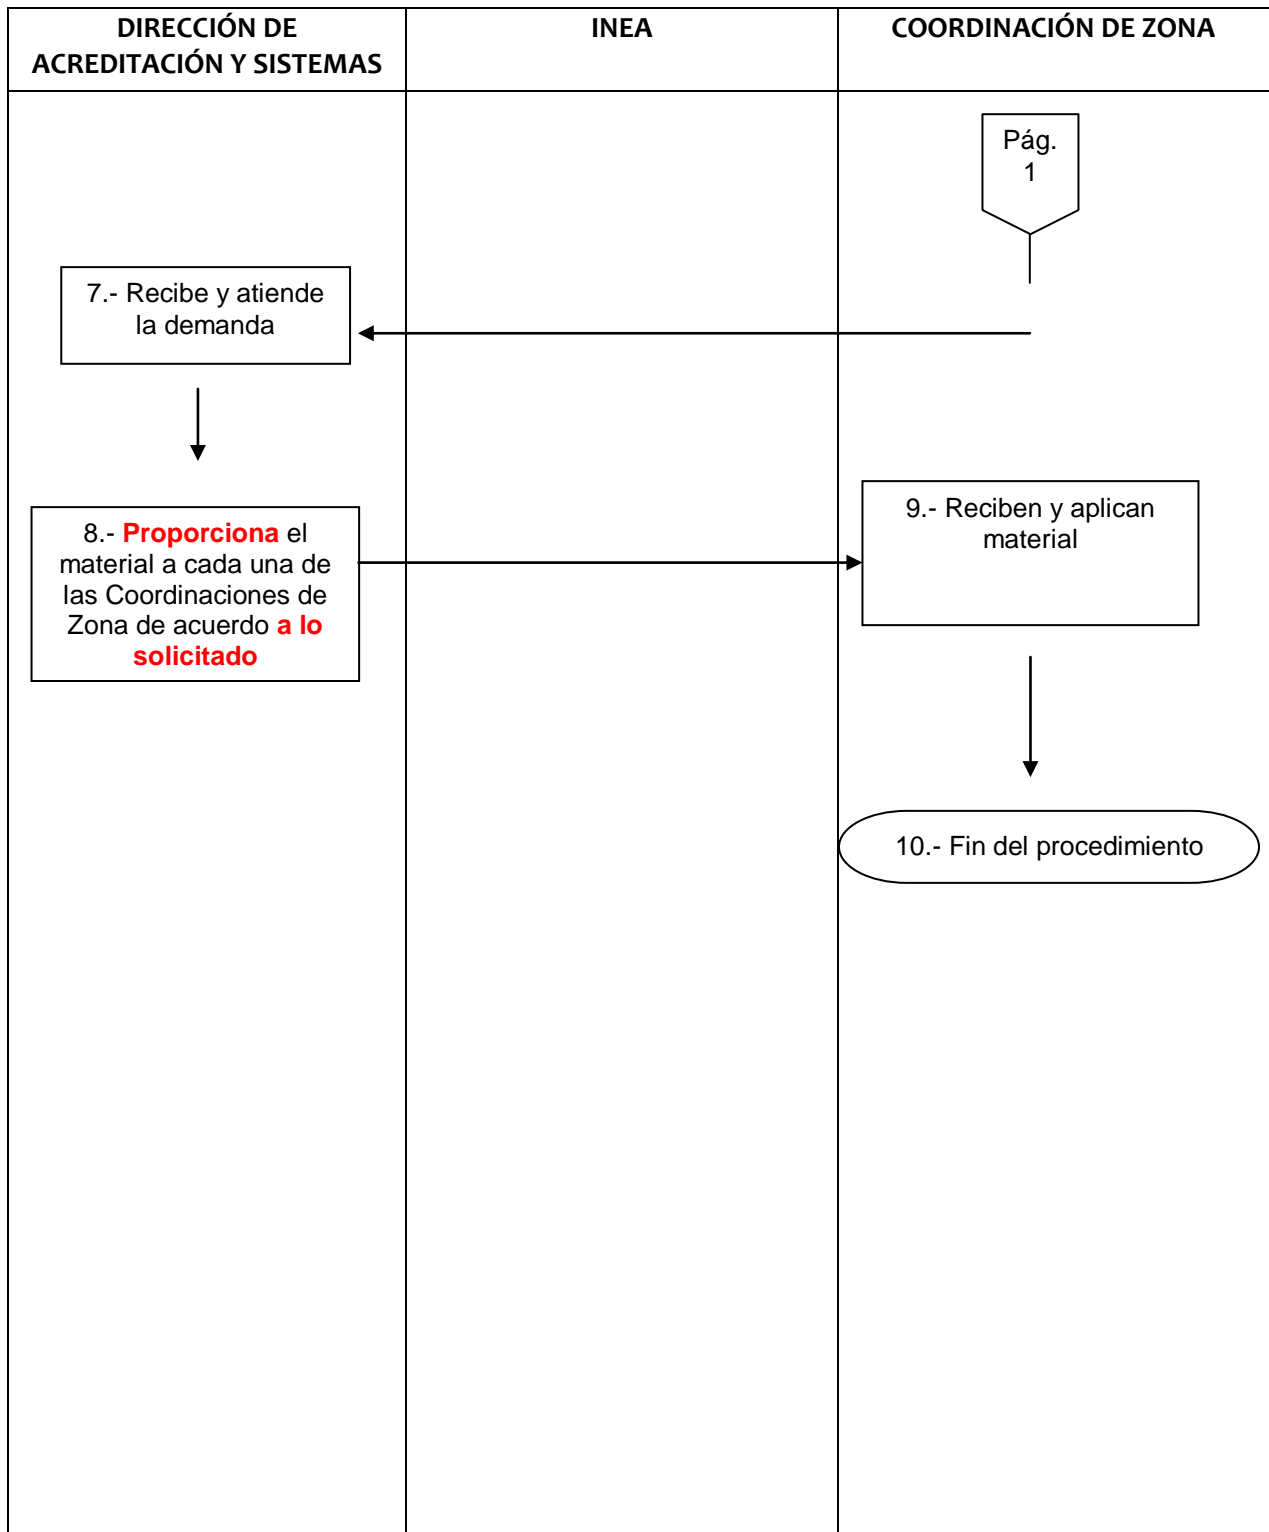 DIRECCIÓN DE
ACREDITACIÓN Y SISTEMAS
INEA
COORDINACIÓN DE ZONA
Pág.
1
7.- Recibe y atiende
la demanda
8.- Proporciona el
material a cada una de
las Coordinaciones de
Zona de acuerdo a lo
solicitado
9.- Reciben y aplican
material
10.- Fin del procedimiento